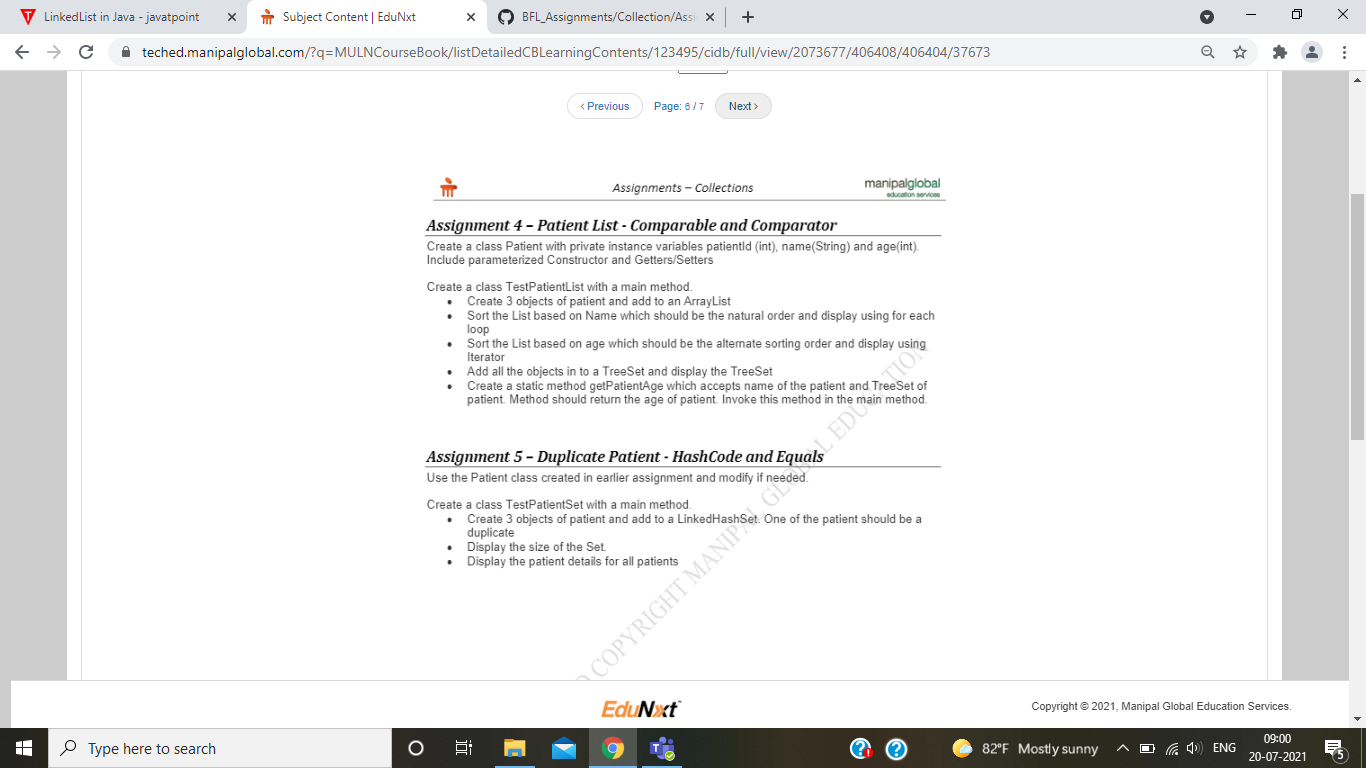 LinkedList in Java - javatpoint
Subject Content | EduNxt
BFL_Assignments/Collection/Assi
teched.manipalglobal.com/?q=MULNCourseBook/listDetailedCBLearningContents/123495/cidb/full/view/2073677/406408/406404/37673
‹ Previous Page: 6 / 7 Next ›
Assignments – Collections
manipalglobal
education services
Assignment 4 – Patient List - Comparable and Comparator
Create a class Patient with private instance variables patientId (int), name(String) and age(int).
Include parameterized Constructor and Getters/Setters
Create a class TestPatientList with a main method.
• Create 3 objects of patient and add to an ArrayList
• Sort the List based on Name which should be the natural order and display using for each
loop
• Sort the List based on age which should be the alternate sorting order and display using
Iterator
• Add all the objects in to a TreeSet and display the TreeSet
• Create a static method getPatientAge which accepts name of the patient and TreeSet of
patient. Method should return the age of patient. Invoke this method in the main method.
Assignment 5 – Duplicate Patient - HashCode and Equals
Use the Patient class created in earlier assignment and modify if needed.
Create a class TestPatientSet with a main method.
• Create 3 objects of patient and add to a LinkedHashSet. One of the patient should be a
duplicate
• Display the size of the Set.
• Display the patient details for all patients
COPYRIGHT MANIPAL GLOBAL EDUCATION
EduNxt
Copyright © 2021, Manipal Global Education Services.
Type here to search
82°F Mostly sunny
ENG
09:00
20-07-2021
5